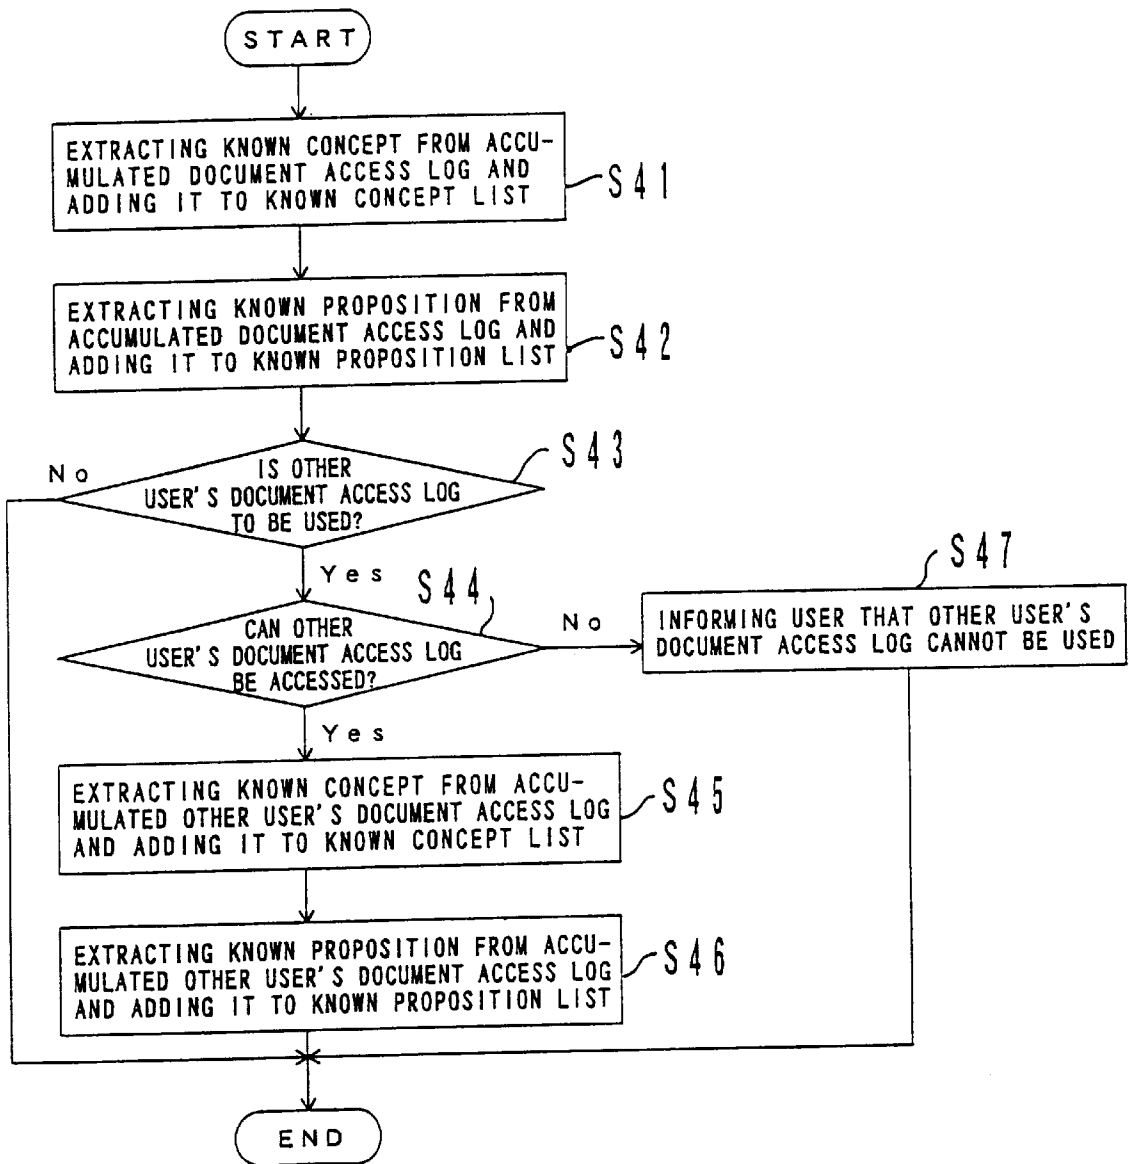 START
EXTRACTING KNOWN CONCEPT FROM ACCU-
MULATED DOCUMENT ACCESS LOG AND
ADDING IT TO KNOWN CONCEPT LIST
S41
EXTRACTING KNOWN PROPOSITION FROM
ACCUMULATED DOCUMENT ACCESS LOG AND
ADDING IT TO KNOWN PROPOSITION LIST
S42
S43
No
IS OTHER
USER'S DOCUMENT ACCESS LOG
TO BE USED?
Yes
S44
CAN OTHER
USER'S DOCUMENT ACCESS LOG
BE ACCESSED?
No
S47
INFORMING USER THAT OTHER USER'S
DOCUMENT ACCESS LOG CANNOT BE USED
Yes
EXTRACTING KNOWN CONCEPT FROM ACCU-
MULATED OTHER USER'S DOCUMENT ACCESS LOG
AND ADDING IT TO KNOWN CONCEPT LIST
S45
EXTRACTING KNOWN PROPOSITION FROM ACCU-
MULATED OTHER USER'S DOCUMENT ACCESS LOG
AND ADDING IT TO KNOWN PROPOSITION LIST
S46
END